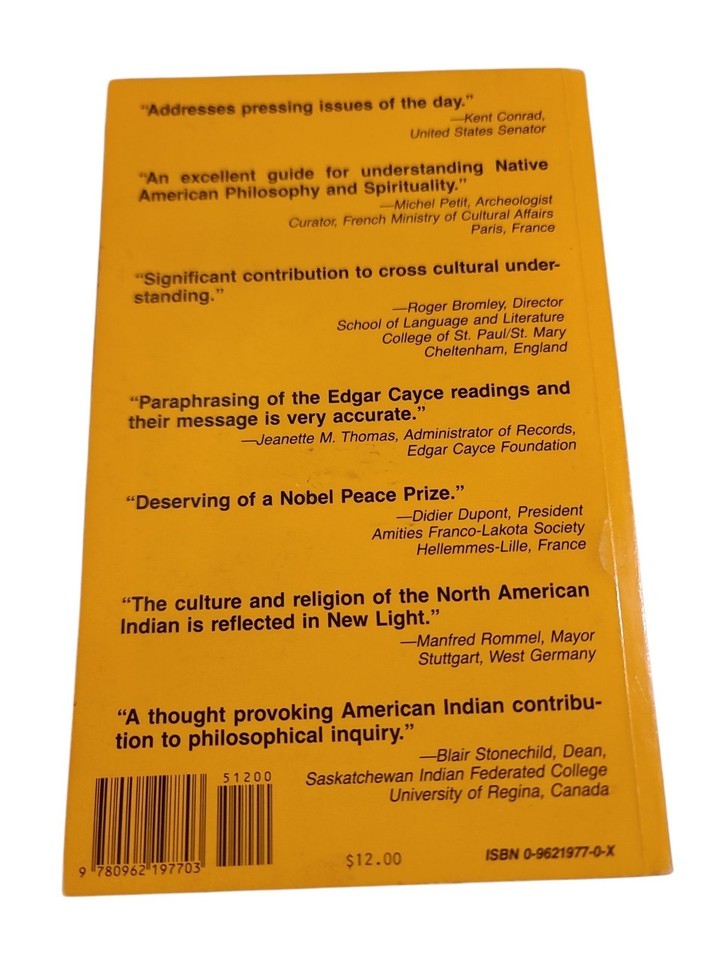 “Addresses pressing issues of the day.”
—Kent Conrad,
United States Senator
“An excellent guide for understanding Native
American Philosophy and Spirituality.”
—Michel Petit, Archeologist
Curator, French Ministry of Cultural Affairs
Paris, France
“Significant contribution to cross cultural under-
standing.”
—Roger Bromley, Director
School of Language and Literature
College of St. Paul/St. Mary
Cheltenham, England
“Paraphrasing of the Edgar Cayce readings and
their message is very accurate.”
—Jeanette M. Thomas, Administrator of Records,
Edgar Cayce Foundation
“Deserving of a Nobel Peace Prize.”
—Didier Dupont, President
Amities Franco-Lakota Society
Hellemmes-Lille, France
“The culture and religion of the North American
Indian is reflected in New Light.”
—Manfred Rommel, Mayor
Stuttgart, West Germany
“A thought provoking American Indian contribu-
tion to philosophical inquiry.”
—Blair Stonechild, Dean,
Saskatchewan Indian Federated College
University of Regina, Canada
51200
9 780962 197703
$12.00
ISBN 0-9621977-0-X